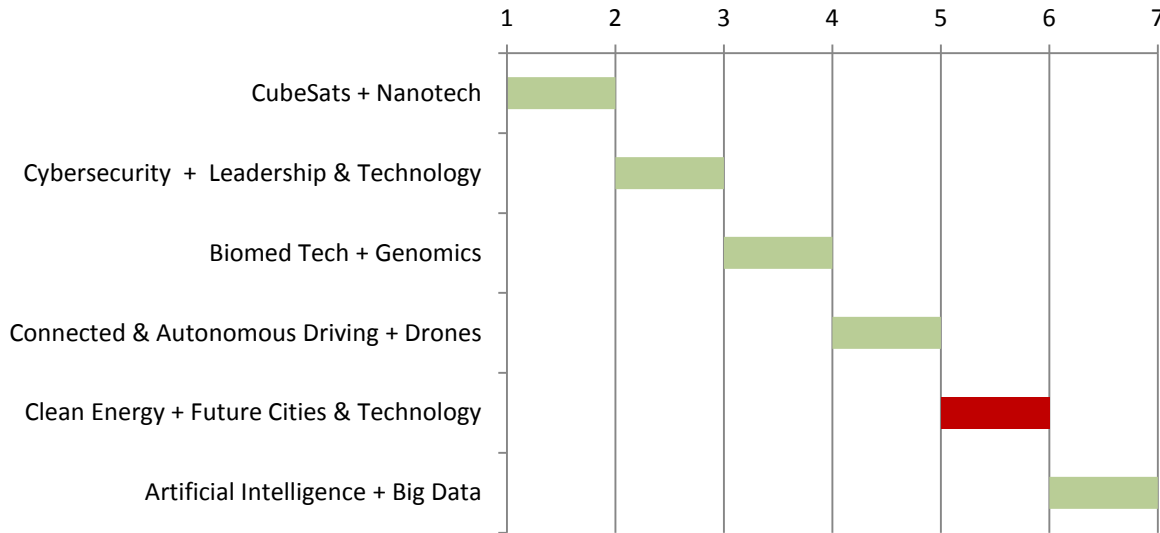 1 2 3 4 5 6 7
CubeSats + Nanotech
Cybersecurity + Leadership & Technology
Biomed Tech + Genomics
Connected & Autonomous Driving + Drones
Clean Energy + Future Cities & Technology
Artificial Intelligence + Big Data